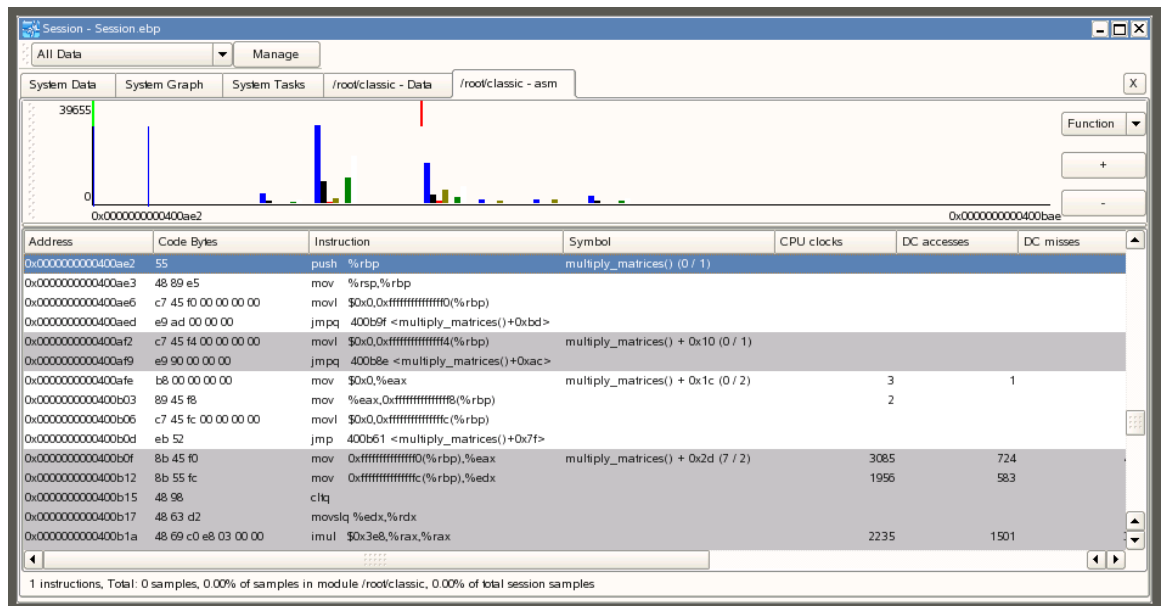 Session - Session.ebp
All Data Manage
System Data System Graph System Tasks /root/classic - Data /root/classic - asm X
39655
Function
+
0
-
0x0000000000400ae2 0x0000000000400bae
Address Code Bytes Instruction Symbol CPU clocks DC accesses DC misses
0x0000000000400ae2 55 push %rbp multiply_matrices() (0 / 1)
0x0000000000400ae3 48 89 e5 mov %rsp,%rbp
0x0000000000400ae6 c7 45 f0 00 00 00 00 movl $0x0,0xfffffffffffffff0(%rbp)
0x0000000000400aed e9 ad 00 00 00 jmpq 400b9f <multiply_matrices()+0xbd>
0x0000000000400af2 c7 45 f4 00 00 00 00 movl $0x0,0xfffffffffffffff4(%rbp) multiply_matrices() + 0x10 (0 / 1)
0x0000000000400af9 e9 90 00 00 00 jmpq 400b8e <multiply_matrices()+0xac>
0x0000000000400afe b8 00 00 00 00 mov $0x0,%eax multiply_matrices() + 0x1c (0 / 2) 3 1
0x0000000000400b03 89 45 f8 mov %eax,0xfffffffffffffff8(%rbp) 2
0x0000000000400b06 c7 45 fc 00 00 00 00 movl $0x0,0xfffffffffffffffc(%rbp)
0x0000000000400b0d eb 52 jmp 400b61 <multiply_matrices()+0x7f>
0x0000000000400b0f 8b 45 f0 mov 0xfffffffffffffff0(%rbp),%eax multiply_matrices() + 0x2d (7 / 2) 3085 724
0x0000000000400b12 8b 55 fc mov 0xfffffffffffffffc(%rbp),%edx 1956 583
0x0000000000400b15 48 98 cltq
0x0000000000400b17 48 63 d2 movslq %edx,%rdx
0x0000000000400b1a 48 69 c0 e8 03 00 00 imul $0x3e8,%rax,%rax 2235 1501
1 instructions, Total: 0 samples, 0.00% of samples in module /root/classic, 0.00% of total session samples